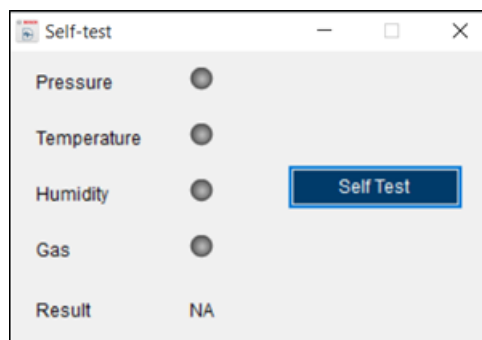 Self-test
Pressure
Temperature
Humidity
Self Test
Gas
Result NA